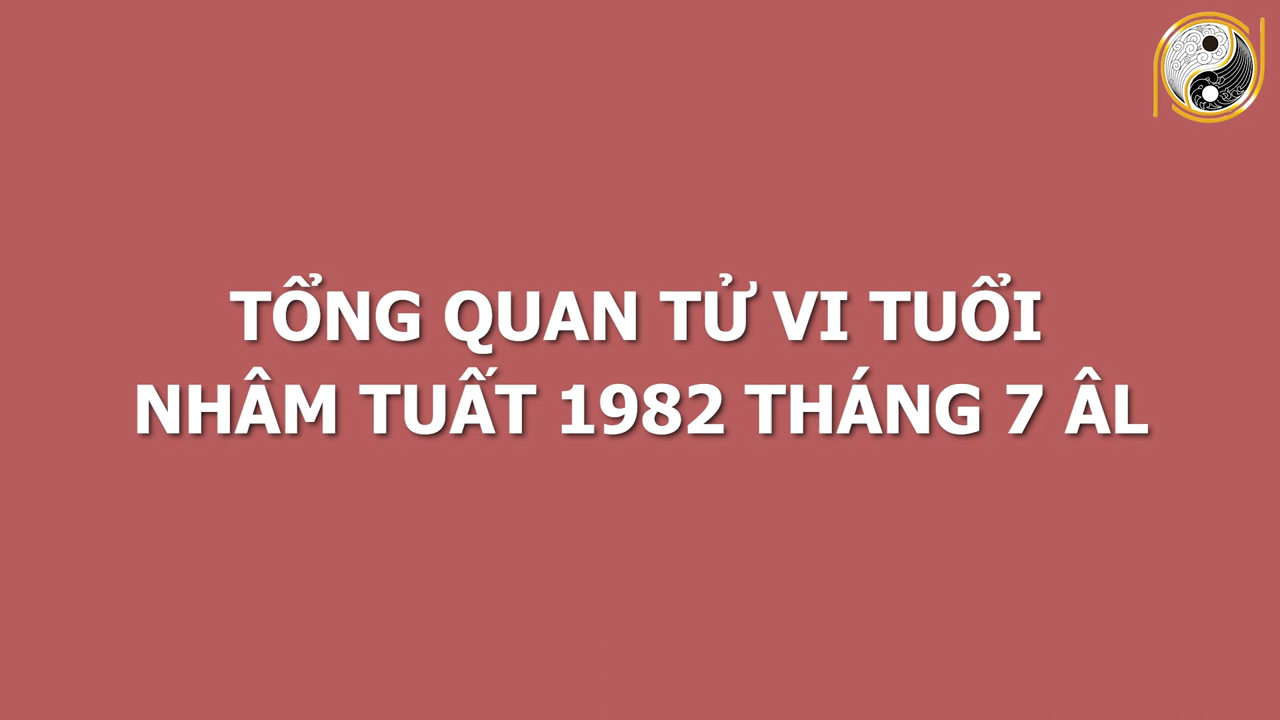 TỔNG QUAN TỬ VI TUỔI
NHÂM TUẤT 1982 THÁNG 7 ÂL